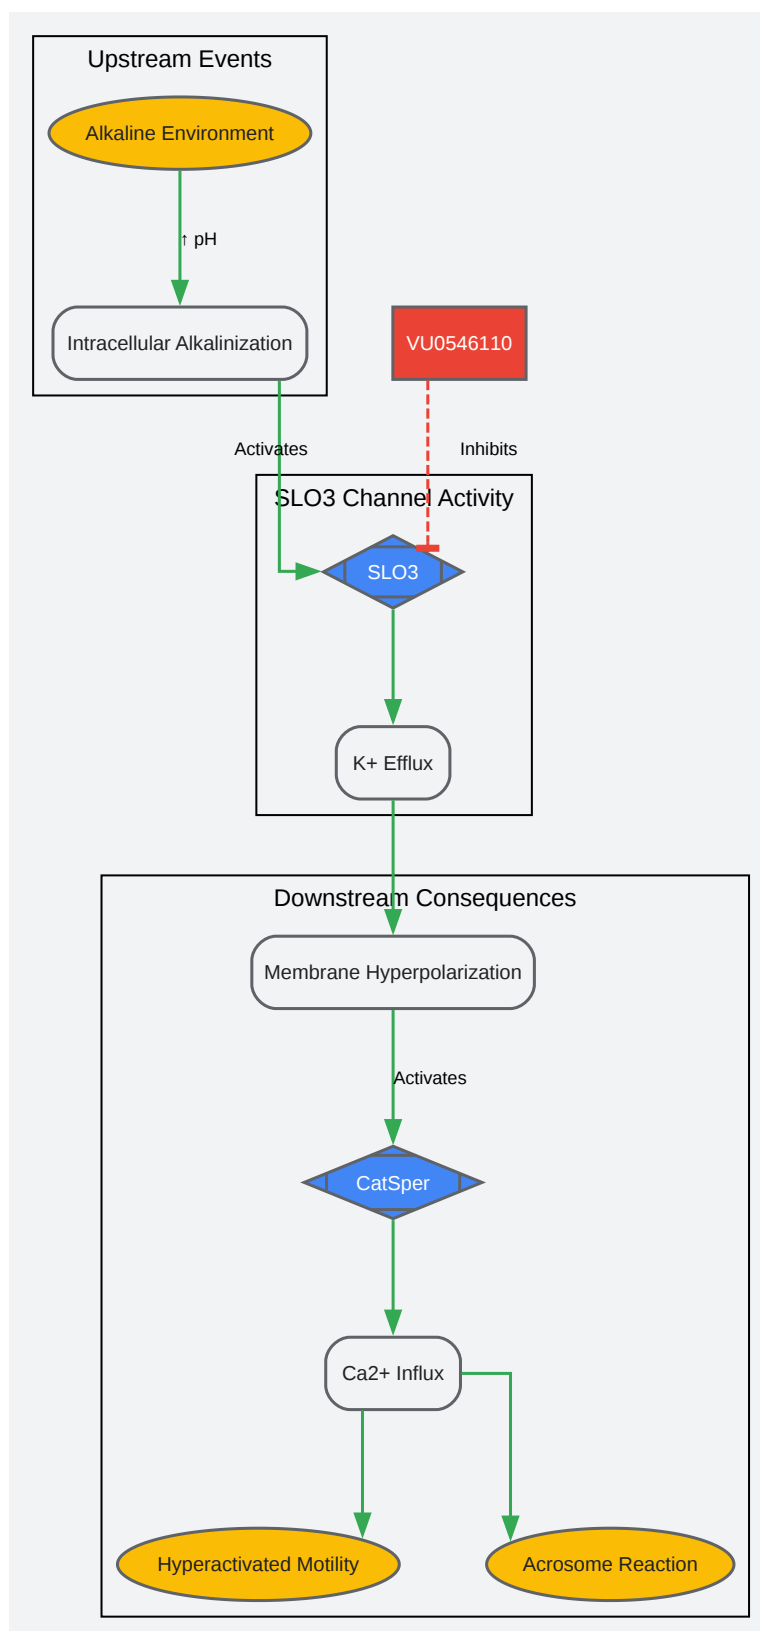 Upstream Events
Alkaline Environment
↑ pH
Intracellular Alkalinization
VU0546110
Activates
Inhibits
SLO3 Channel Activity
SLO3
K+ Efflux
Downstream Consequences
Membrane Hyperpolarization
Activates
CatSper
Ca2+ Influx
Hyperactivated Motility
Acrosome Reaction